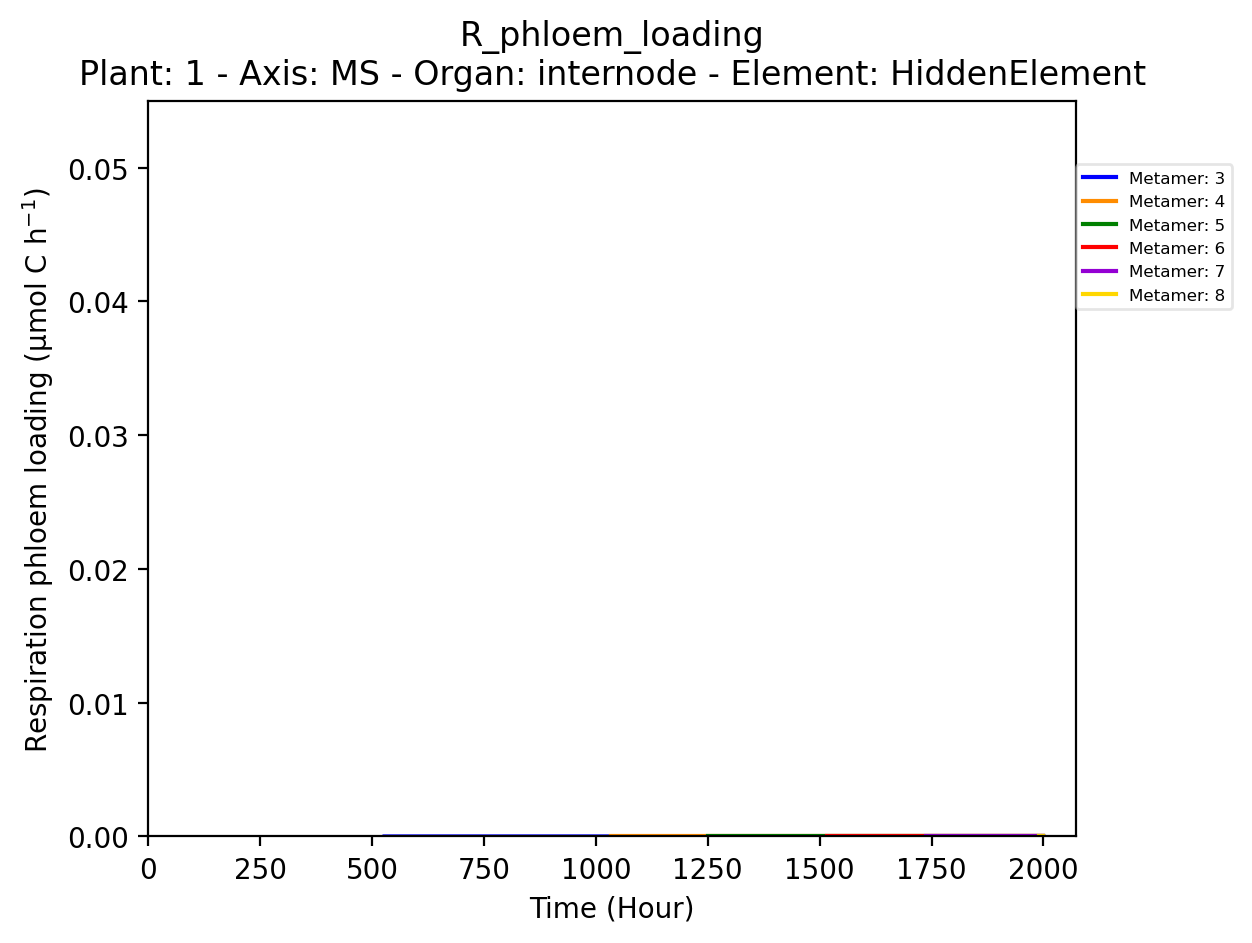 R_phloem_loading
Plant: 1 - Axis: MS - Organ: internode - Element: HiddenElement
Respiration phloem loading (µmol C h⁻¹)
0.05
0.04
0.03
0.02
0.01
0.00
0 250 500 750 1000 1250 1500 1750 2000
Time (Hour)
Metamer: 3
Metamer: 4
Metamer: 5
Metamer: 6
Metamer: 7
Metamer: 8